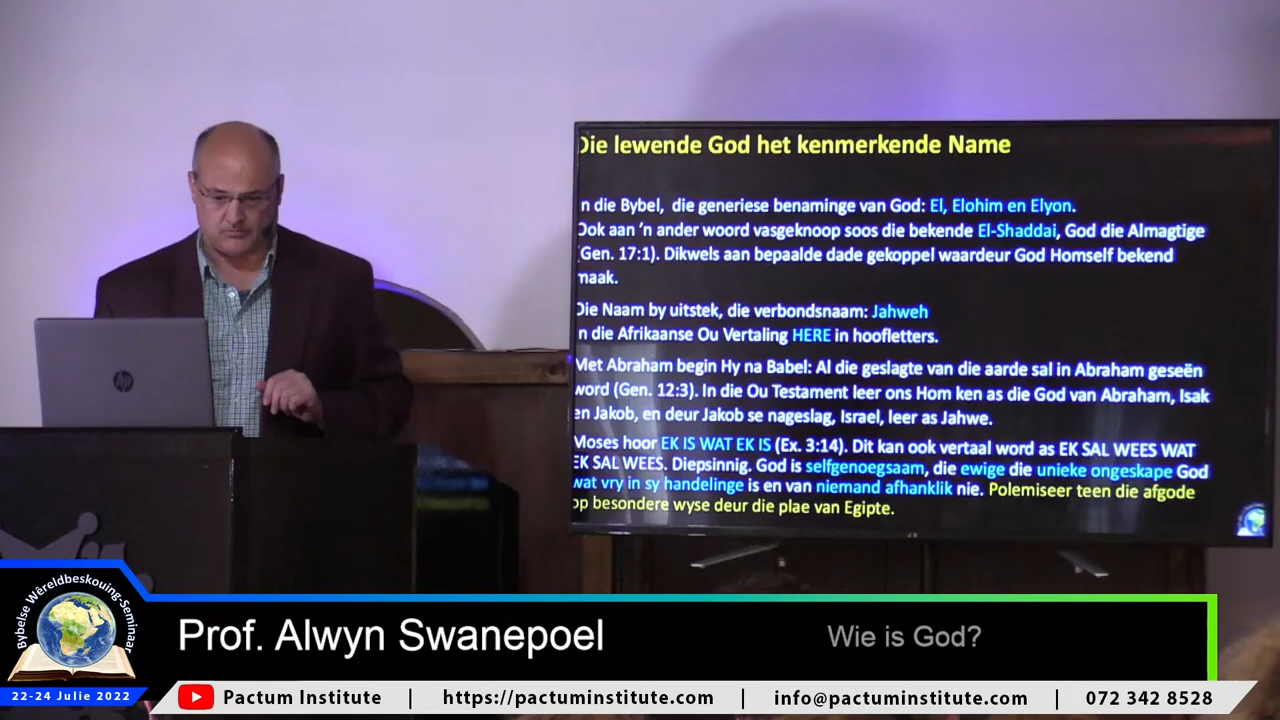 Die lewende God het kenmerkende Name
In die Bybel, die generiese benaminge van God: El, Elohim en Elyon.
Ook aan 'n ander woord vasgeknoop soos die bekende El-Shaddai, God die Almagtige
(Gen. 17:1). Dikwels aan bepaalde dade gekoppel waardeur God Homself bekend
maak.
Die Naam by uitstek, die verbondsnaam: Jahweh
In die Afrikaanse Ou Vertaling HERE in hoofletters.
Met Abraham begin Hy na Babel: Al die geslagte van die aarde sal in Abraham geseën
word (Gen. 12:3). In die Ou Testament leer ons Hom ken as die God van Abraham, Isak
en Jakob, en deur Jakob se nageslag, Israel, leer as Jahwe.
Moses hoor EK IS WAT EK IS (Ex. 3:14). Dit kan ook vertaal word as EK SAL WEES WAT
EK SAL WEES. Diepsinnig. God is selfgenoegsaam, die ewige die unieke ongeskape God
wat vry in sy handelinge is en van niemand afhanklik nie. Polemiseer teen die afgode
op besondere wyse deur die plae van Egipte.
hp
Bybelse Wêreldbeskouing-Seminaar
22-24 Julie 2022
Prof. Alwyn Swanepoel
Wie is God?
Pactum Institute | https://pactuminstitute.com | info@pactuminstitute.com | 072 342 8528